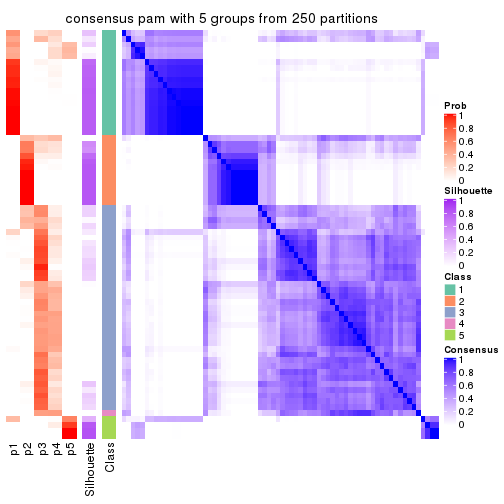 consensus pam with 5 groups from 250 partitions
Prob
1
0.8
0.6
0.4
0.2
0
Silhouette
1
0.8
0.6
0.4
0.2
0
Class
1
2
3
4
5
Consensus
1
0.8
0.6
0.4
0.2
0
p1
p2
p3
p4
p5
Silhouette
Class